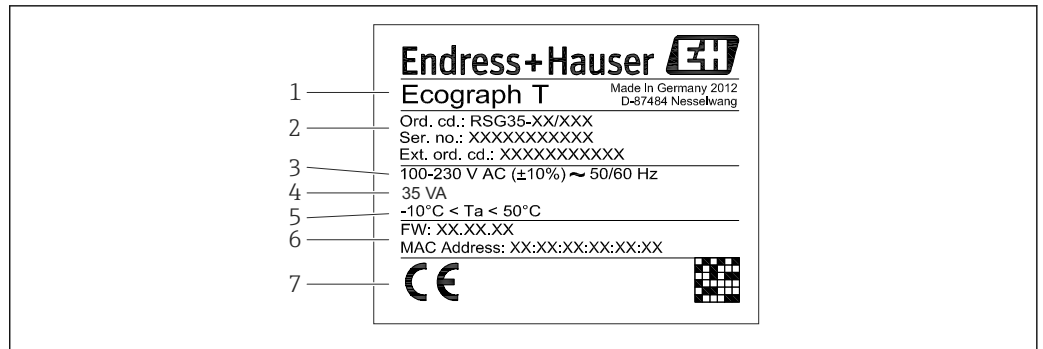 Endress+Hauser EH
1 Ecograph T Made In Germany 2012
D-87484 Nesselwang
2 Ord. cd.: RSG35-XX/XXX
Ser. no.: XXXXXXXXXXX
Ext. ord. cd.: XXXXXXXXXXX
3 100-230 V AC (±10%) ~ 50/60 Hz
4 35 VA
5 -10°C < Ta < 50°C
6 FW: XX.XX.XX
MAC Address: XX:XX:XX:XX:XX:XX
7 CE